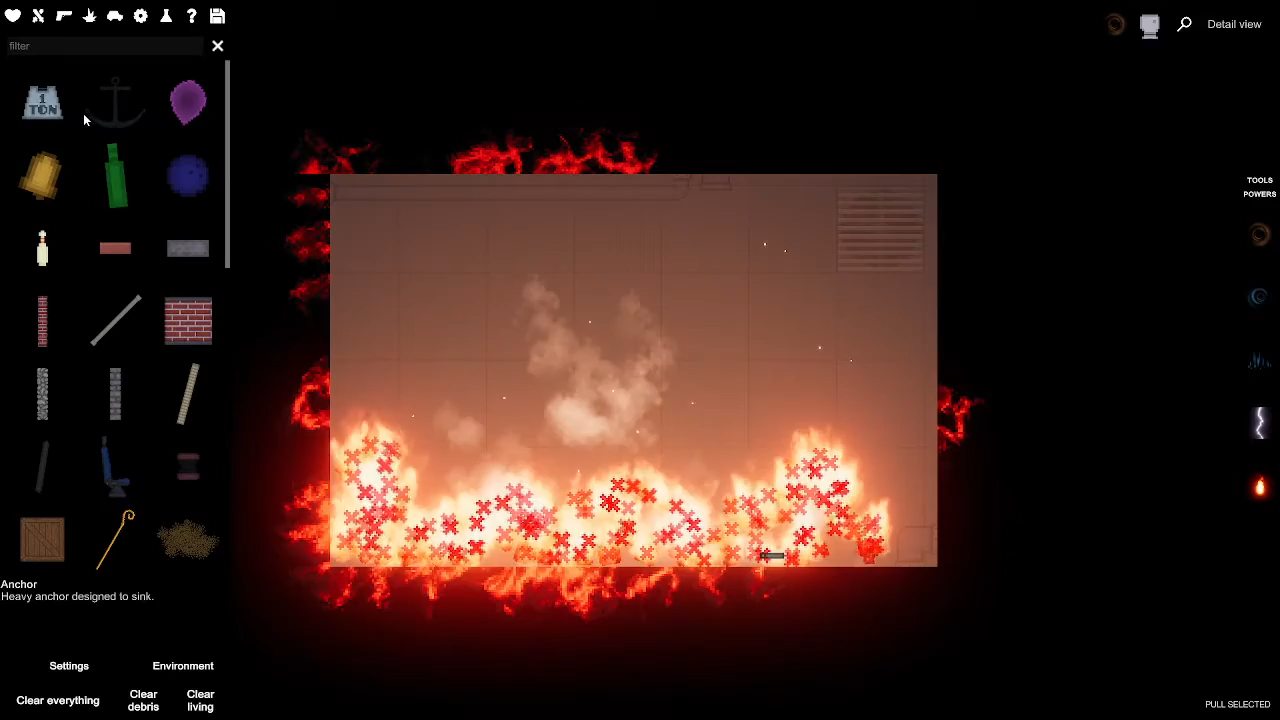 filter
Detail view
1
TON
TOOLS
POWERS
Anchor
Heavy anchor designed to sink.
Settings
Environment
Clear everything
Clear
debris
Clear
living
PULL SELECTED